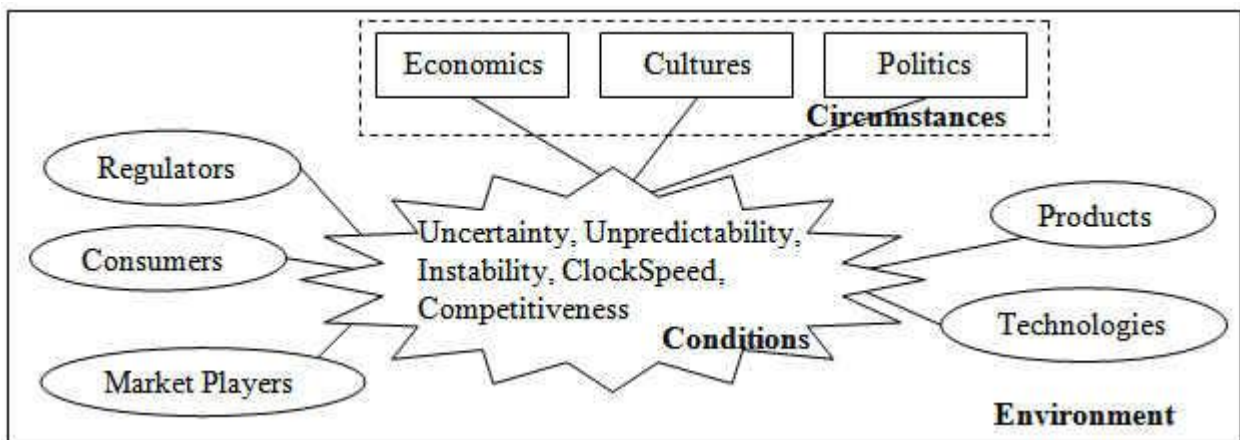 Economics
Cultures
Politics
Circumstances
Regulators
Consumers
Market Players
Uncertainty, Unpredictability,
Instability, ClockSpeed,
Competitiveness
Conditions
Products
Technologies
Environment